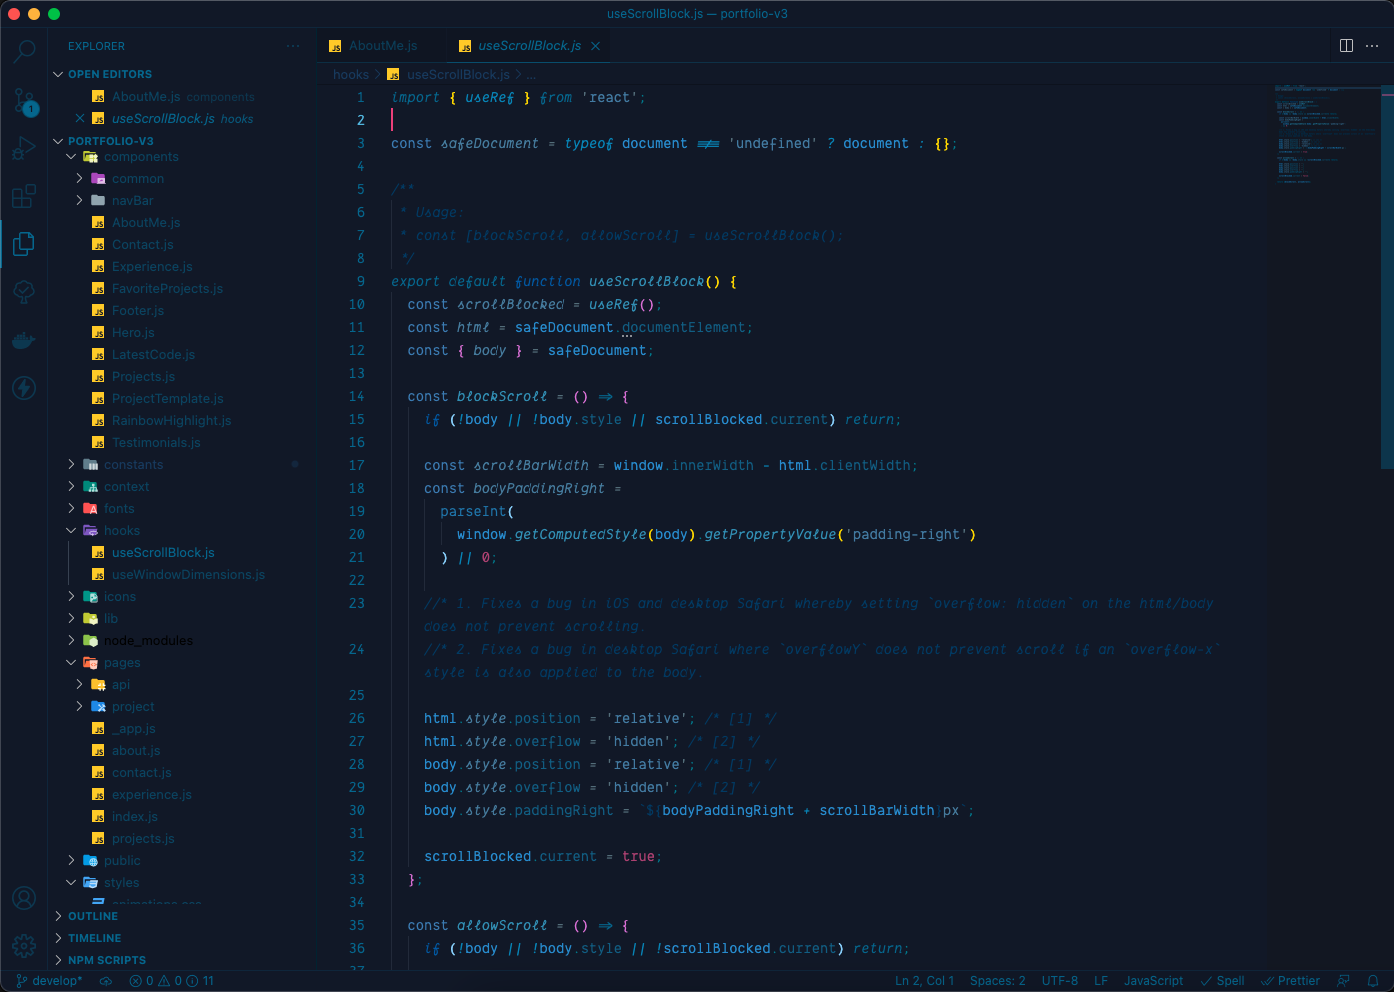 useScrollBlock.js — portfolio-v3
EXPLORER
OPEN EDITORS
AboutMe.js components
useScrollBlock.js hooks
PORTFOLIO-V3
components
common
navBar
AboutMe.js
Contact.js
Experience.js
FavoriteProjects.js
Footer.js
Hero.js
LatestCode.js
Projects.js
ProjectTemplate.js
RainbowHighlight.js
Testimonials.js
constants
context
fonts
hooks
useScrollBlock.js
useWindowDimensions.js
icons
lib
node_modules
pages
api
project
_app.js
about.js
contact.js
experience.js
index.js
projects.js
public
styles
OUTLINE
TIMELINE
NPM SCRIPTS
1
JS AboutMe.js
JS useScrollBlock.js
hooks > JS useScrollBlock.js > ...
1 import { useRef } from 'react';
2
3 const safeDocument = typeof document !== 'undefined' ? document : {};
4
5 /**
6 * Usage:
7 * const [blockScroll, allowScroll] = useScrollBlock();
8 */
9 export default function useScrollBlock() {
10 const scrollBlocked = useRef();
11 const html = safeDocument.documentElement;
12 const { body } = safeDocument;
13
14 const blockScroll = () => {
15 if (!body || !body.style || scrollBlocked.current) return;
16
17 const scrollBarWidth = window.innerWidth - html.clientWidth;
18 const bodyPaddingRight =
19 parseInt(
20 window.getComputedStyle(body).getPropertyValue('padding-right')
21 ) || 0;
22
23 //* 1. Fixes a bug in iOS and desktop Safari whereby setting `overflow: hidden` on the html/body
does not prevent scrolling.
24 //* 2. Fixes a bug in desktop Safari where `overflowY` does not prevent scroll if an `overflow-x`
style is also applied to the body.
25
26 html.style.position = 'relative'; /* [1] */
27 html.style.overflow = 'hidden'; /* [2] */
28 body.style.position = 'relative'; /* [1] */
29 body.style.overflow = 'hidden'; /* [2] */
30 body.style.paddingRight = `${bodyPaddingRight + scrollBarWidth}px`;
31
32 scrollBlocked.current = true;
33 };
34
35 const allowScroll = () => {
36 if (!body || !body.style || !scrollBlocked.current) return;
develop* 0 0 11
Ln 2, Col 1 Spaces: 2 UTF-8 LF JavaScript Spell Prettier